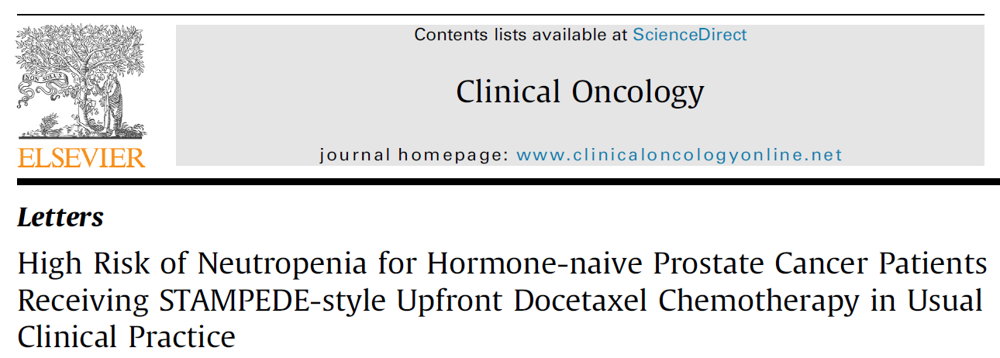 Contents lists available at ScienceDirect
NON SOLUS
Clinical Oncology
ELSEVIER
journal homepage: www.clinicaloncologyonline.net
Letters
High Risk of Neutropenia for Hormone-naive Prostate Cancer Patients
Receiving STAMPEDE-style Upfront Docetaxel Chemotherapy in Usual
Clinical Practice